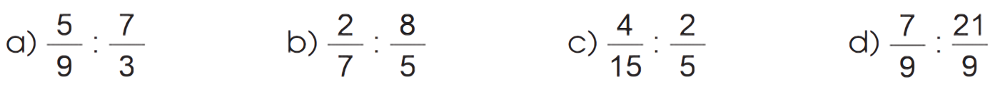 a) 5/9 : 7/3 b) 2/7 : 8/5 c) 4/15 : 2/5 d) 7/9 : 21/9